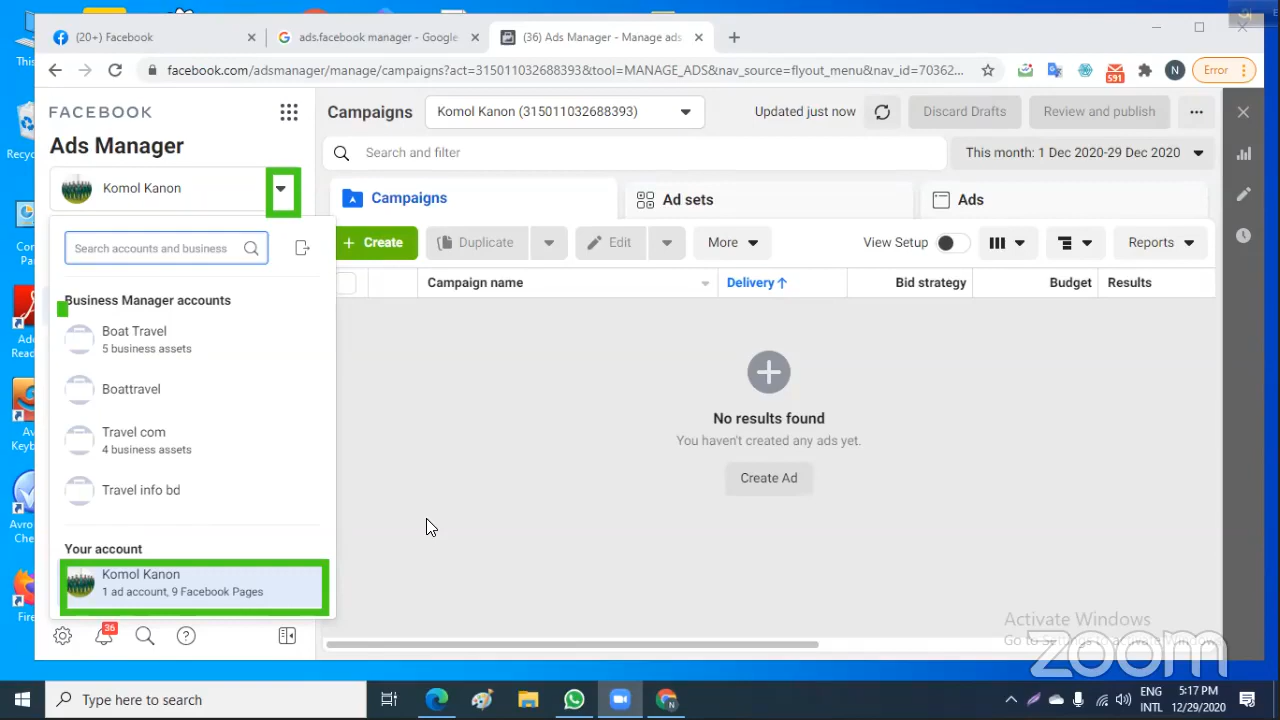 (20+) Facebook
ads.facebook manager - Google
(36) Ads Manager - Manage ads
facebook.com/adsmanager/manage/campaigns?act=315011032688393&tool=MANAGE_ADS&nav_source=flyout_menu&nav_id=70362...
591
N
Error
FACEBOOK
Campaigns
Komol Kanon (315011032688393)
Updated just now
Discard Drafts
Review and publish
Ads Manager
Search and filter
This month: 1 Dec 2020-29 Dec 2020
Komol Kanon
Campaigns
Ad sets
Ads
Search accounts and business
+ Create
Duplicate
Edit
More
View Setup
Reports
Campaign name
Delivery ↑
Bid strategy
Budget
Results
Business Manager accounts
Boat Travel
5 business assets
Boattravel
Travel com
4 business assets
Travel info bd
No results found
You haven't created any ads yet.
Create Ad
Your account
Komol Kanon
1 ad account, 9 Facebook Pages
36
Activate Windows
zoom
Type here to search
ENG
INTL
5:17 PM
12/29/2020